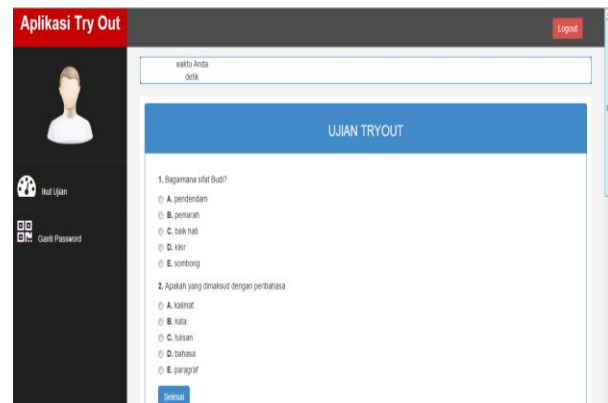 Aplikasi Try Out
Logout
waktu Anda
detik
UJIAN TRYOUT
Ikut Ujian
Ganti Password
1. Bagaimana sifat Budi?
A. pendendam
B. pemarah
C. baik hati
D. kikir
E. sombong
2. Apakah yang dimaksud dengan peribahasa
A. kalimat
B. kata
C. tulisan
D. bahasa
E. paragraf
Selesai